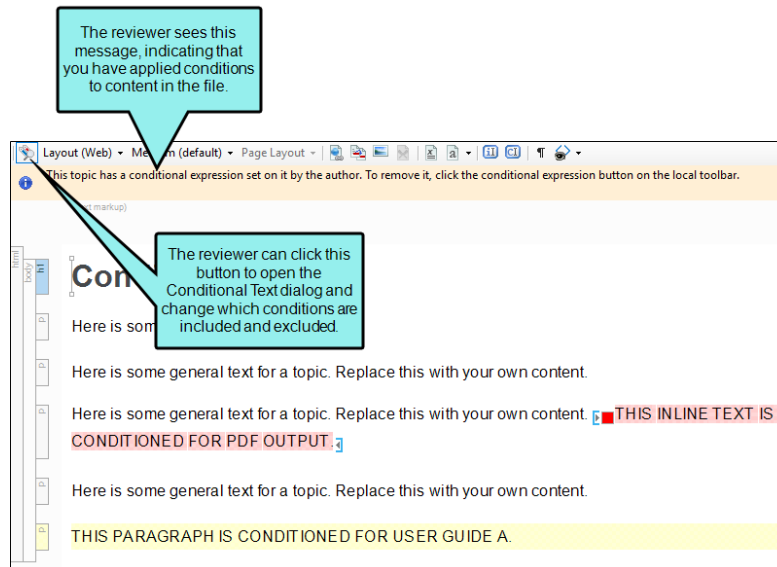 The reviewer sees this
message, indicating that
you have applied conditions
to content in the file.
Layout (Web) Medium (default) Page Layout
This topic has a conditional expression set on it by the author. To remove it, click the conditional expression button on the local toolbar.
markup)
html
body
h1
The reviewer can click this
button to open the
Conditional Text dialog and
change which conditions are
included and excluded.
Con
p
Here is som
p
Here is some general text for a topic. Replace this with your own content.
p
Here is some general text for a topic. Replace this with your own content. THIS INLINE TEXT IS
CONDITIONED FOR PDF OUTPUT.
p
Here is some general text for a topic. Replace this with your own content.
p
THIS PARAGRAPH IS CONDITIONED FOR USER GUIDE A.